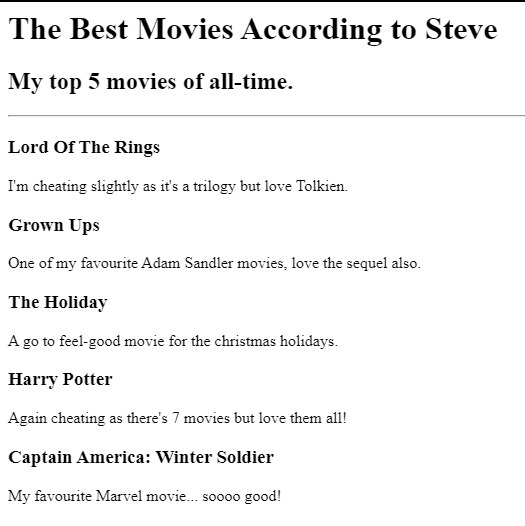 The Best Movies According to Steve
My top 5 movies of all-time.
Lord Of The Rings
I'm cheating slightly as it's a trilogy but love Tolkien.
Grown Ups
One of my favourite Adam Sandler movies, love the sequel also.
The Holiday
A go to feel-good movie for the christmas holidays.
Harry Potter
Again cheating as there's 7 movies but love them all!
Captain America: Winter Soldier
My favourite Marvel movie... soooo good!